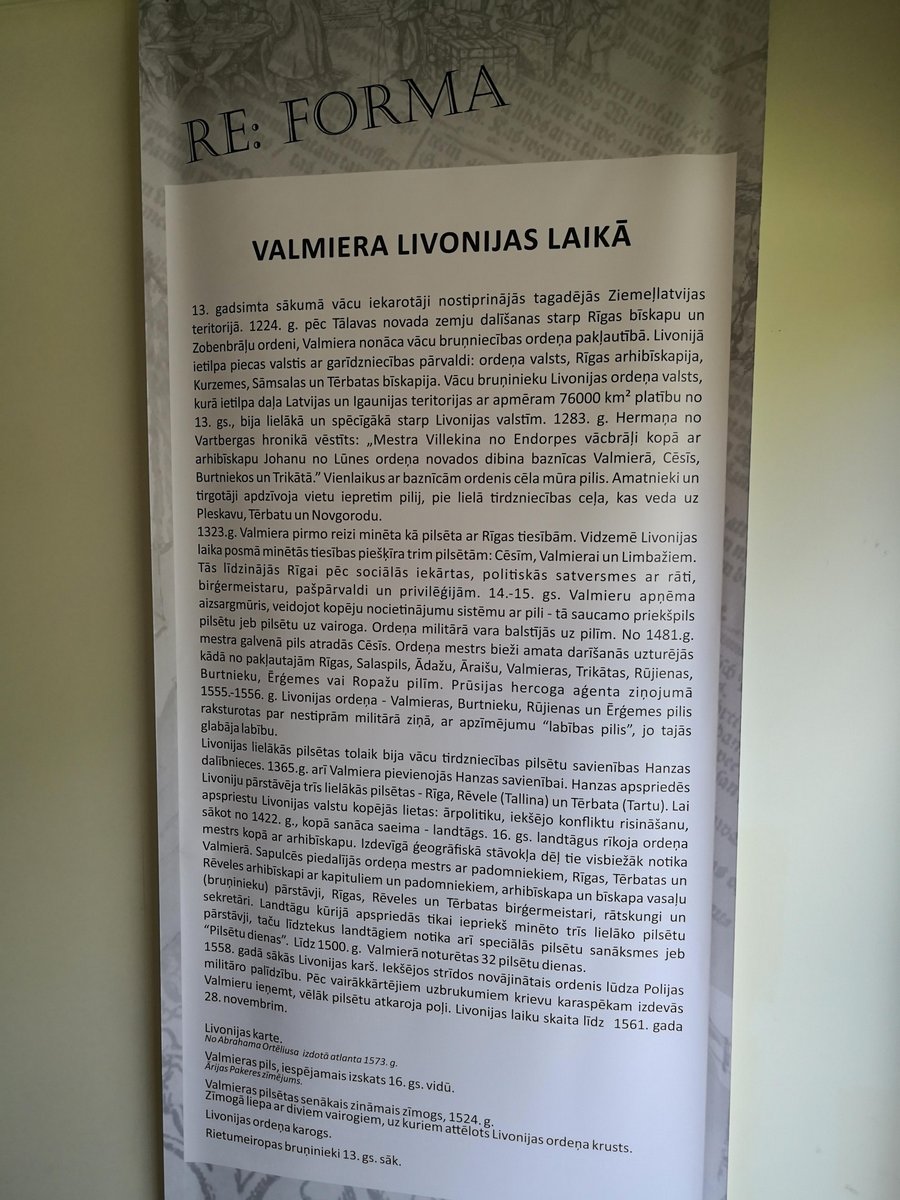 RE: FORMA
VALMIERA LIVONIJAS LAIKĀ
13. gadsimta sākumā vācu iekarotāji nostiprinājās tagadējās Ziemeļlatvijas
teritorijā. 1224. g. pēc Tālavas novada zemju dalīšanas starp Rīgas bīskapu un
Zobenbrāļu ordeni, Valmiera nonāca vācu bruņniecības ordeņa pakļautībā. Livonijā
ietilpa piecas valstis ar garīdzniecības pārvaldi: ordeņa valsts, Rīgas arhibīskapija,
Kurzemes, Sāmsalas un Tērbatas bīskapija. Vācu bruņinieku Livonijas ordeņa valsts,
kurā ietilpa daļa Latvijas un Igaunijas teritorijas ar apmēram 76000 km² platību no
13. gs., bija lielākā un spēcīgākā starp Livonijas valstīm. 1283. g. Hermaņa no
Vartbergas hronikā vēstīts: „Mestra Villekina no Endorpes vācbrāļi kopā ar
arhibīskapu Johanu no Lūnes ordeņa novados dibina baznīcas Valmierā, Cēsīs,
Burtniekos un Trikātā.” Vienlaikus ar baznīcām ordenis cēla mūra pilis. Amatnieki un
tirgotāji apdzīvoja vietu iepretim pilij, pie lielā tirdzniecības ceļa, kas veda uz
Pleskavu, Tērbatu un Novgorodu.
1323.g. Valmiera pirmo reizi minēta kā pilsēta ar Rīgas tiesībām. Vidzemē Livonijas
laika posmā minētās tiesības piešķīra trim pilsētām: Cēsīm, Valmierai un Limbažiem.
Tās līdzinājās Rīgai pēc sociālās iekārtas, politiskās satversmes ar rāti,
birģermeistaru, pašpārvaldi un privilēģijām. 14.-15. gs. Valmieru apņēma
aizsargmūris, veidojot kopēju nocietinājumu sistēmu ar pili - tā saucamo priekšpils
pilsētu jeb pilsētu uz vairoga. Ordeņa militārā vara balstījās uz pilīm. No 1481.g.
mestra galvenā pils atradās Cēsīs. Ordeņa mestrs bieži amata darīšanās uzturējās
kādā no pakļautajām Rīgas, Salaspils, Ādažu, Āraišu, Valmieras, Trikātas, Rūjienas,
Burtnieku, Ērģemes vai Ropažu pilīm. Prūsijas hercoga aģenta ziņojumā
1555.-1556. g. Livonijas ordeņa - Valmieras, Burtnieku, Rūjienas un Ērģemes pilis
raksturotas par nestiprām militārā ziņā, ar apzīmējumu “labības pilis”, jo tajās
glabāja labību.
Livonijas lielākās pilsētas tolaik bija vācu tirdzniecības pilsētu savienības Hanzas
dalībnieces. 1365.g. arī Valmiera pievienojās Hanzas savienībai. Hanzas apspriedēs
Livoniju pārstāvēja trīs lielākās pilsētas - Rīga, Rēvele (Tallina) un Tērbata (Tartu). Lai
apspriestu Livonijas valstu kopējās lietas: ārpolitiku, iekšējo konfliktu risināšanu,
sākot no 1422. g., kopā sanāca saeima - landtāgs. 16. gs. landtāgus rīkoja ordeņa
mestrs kopā ar arhibīskapu. Izdevīgā ģeogrāfiskā stāvokļa dēļ tie visbiežāk notika
Valmierā. Sapulcēs piedalījās ordeņa mestrs ar padomniekiem, Rīgas, Tērbatas un
Rēveles arhibīskapi ar kapituliem un padomniekiem, arhibīskapa un bīskapa vasaļu
(bruņinieku) pārstāvji, Rīgas, Rēveles un Tērbatas birģermeistari, rātskungi un
sekretāri. Landtāgu kūrijā apspriedās tikai iepriekš minēto trīs lielāko pilsētu
pārstāvji, taču līdztekus landtāgiem notika arī speciālās pilsētu sanāksmes jeb
“Pilsētu dienas”. Līdz 1500. g. Valmierā noturētas 32 pilsētu dienas.
1558. gadā sākās Livonijas karš. Iekšējos strīdos novājinātais ordenis lūdza Polijas
militāro palīdzību. Pēc vairākkārtējiem uzbrukumiem krievu karaspēkam izdevās
Valmieru ieņemt, vēlāk pilsētu atkaroja poļi. Livonijas laiku skaita līdz 1561. gada
28. novembrim.
Livonijas karte.
No Abrahama Ortēliusa izdotā atlanta 1573. g.
Valmieras pils, iespējamais izskats 16. gs. vidū.
Ārijas Pakeres zīmējums.
Valmieras pilsētas senākais zināmais zīmogs, 1524. g.
Zīmogā liepa ar diviem vairogiem, uz kuriem attēlots Livonijas ordeņa krusts.
Livonijas ordeņa karogs.
Rietumeiropas bruņinieki 13. gs. sāk.